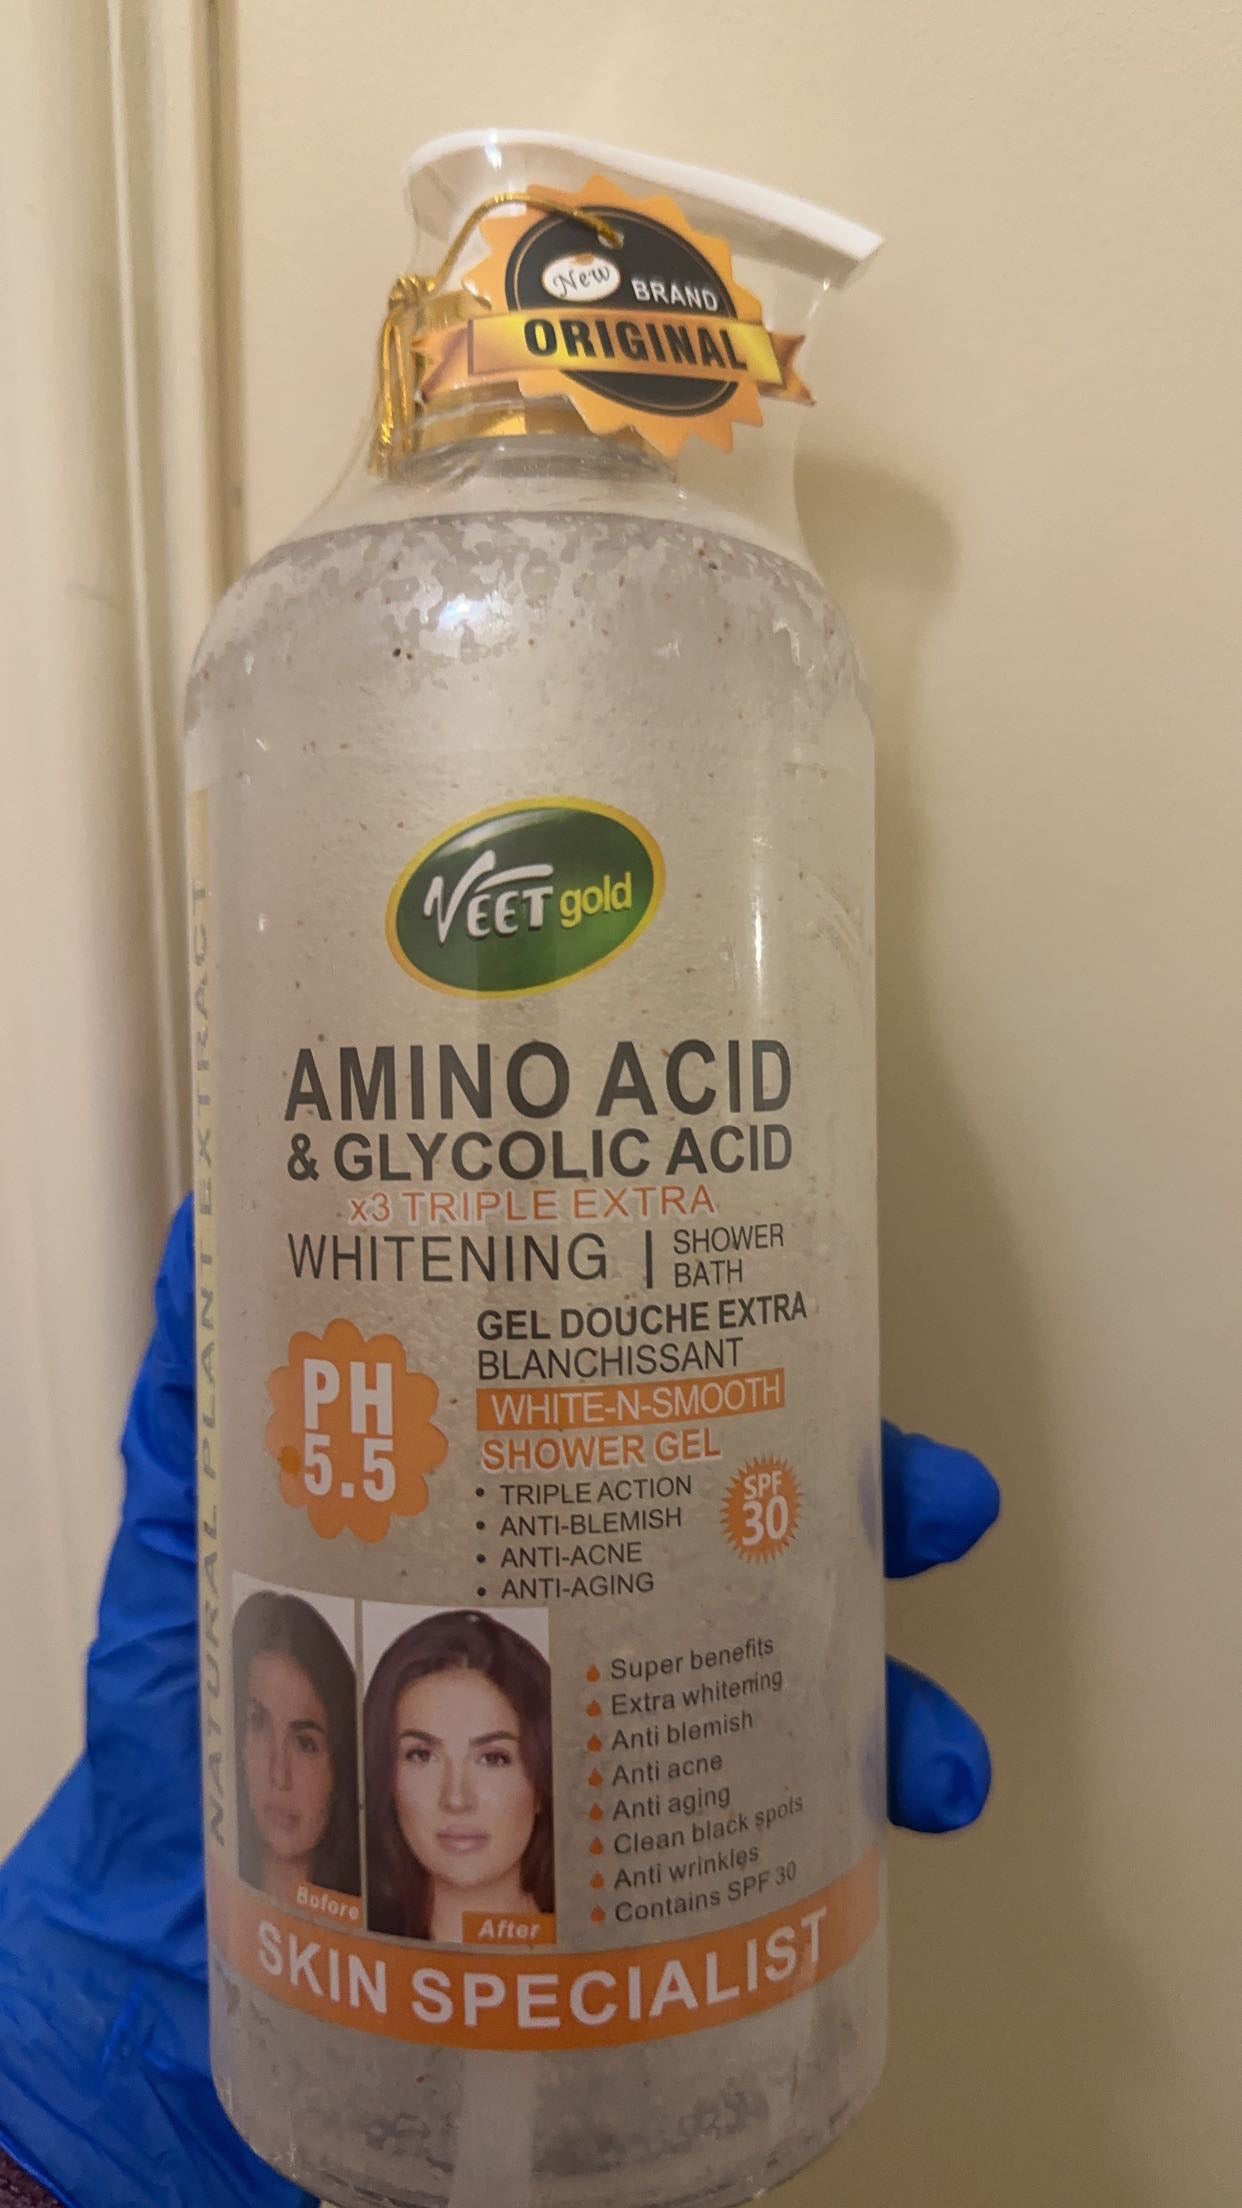 New BRAND
ORIGINAL
VEET gold
AMINO ACID
& GLYCOLIC ACID
x3 TRIPLE EXTRA
WHITENING | SHOWER BATH
GEL DOUCHE EXTRA
BLANCHISSANT
WHITE-N-SMOOTH
SHOWER GEL
PH
5.5
• TRIPLE ACTION
• ANTI-BLEMISH
• ANTI-ACNE
• ANTI-AGING
SPF
30
Super benefits
Extra whitening
Anti blemish
Anti acne
Anti aging
Clean black spots
Anti wrinkles
Contains SPF 30
Bofore
After
SKIN SPECIALIST
NATURAL PLANT EXTRACT